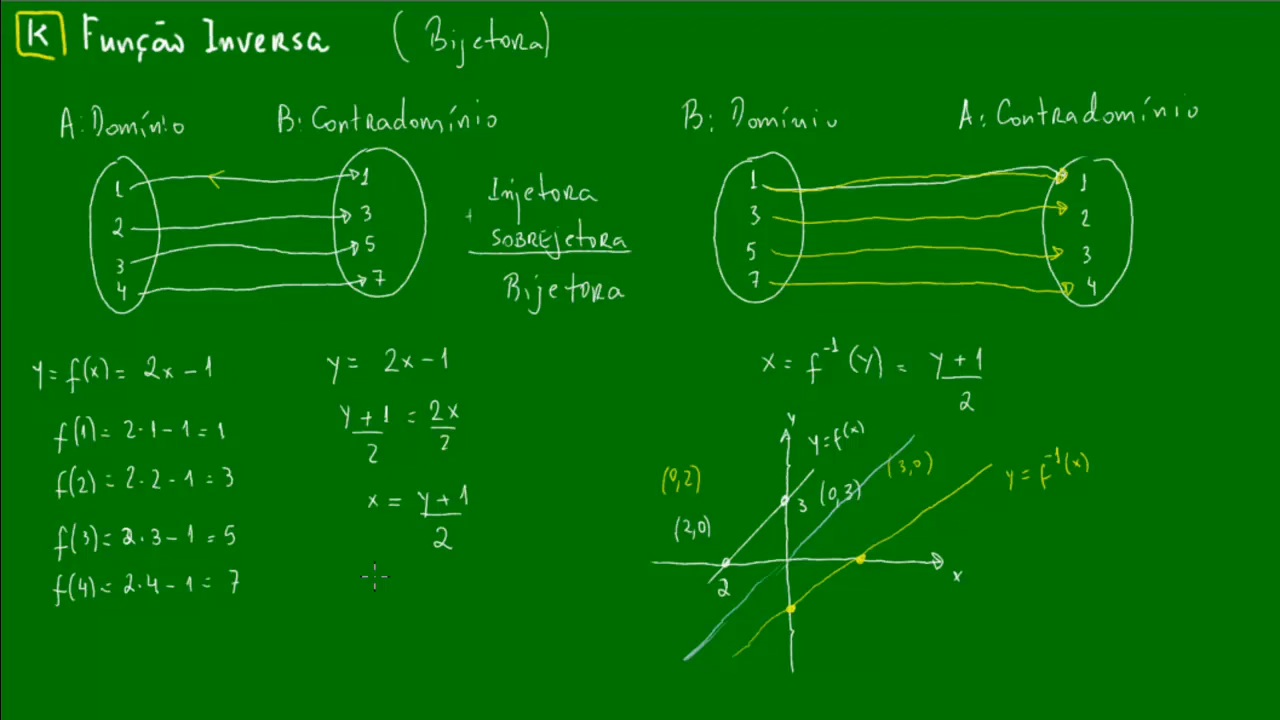 K Função Inversa (Bijetora)
A: Domínio B: Contradomínio
1 1
2 3
3 5
4 7
Injetora
+ SOBREjetora
Bijetora
y = f(x) = 2x - 1
f(1) = 2·1 - 1 = 1
f(2) = 2·2 - 1 = 3
f(3) = 2·3 - 1 = 5
f(4) = 2·4 - 1 = 7
y = 2x - 1
y + 1 = 2x
2 2
x = y + 1
2
B: Domínio A: Contradomínio
1 1
3 2
5 3
7 4
x = f⁻¹(y) = y + 1
2
y
y = f(x)
(0,2) (3,0) y = f⁻¹(x)
3 (0,3)
(2,0)
2 x